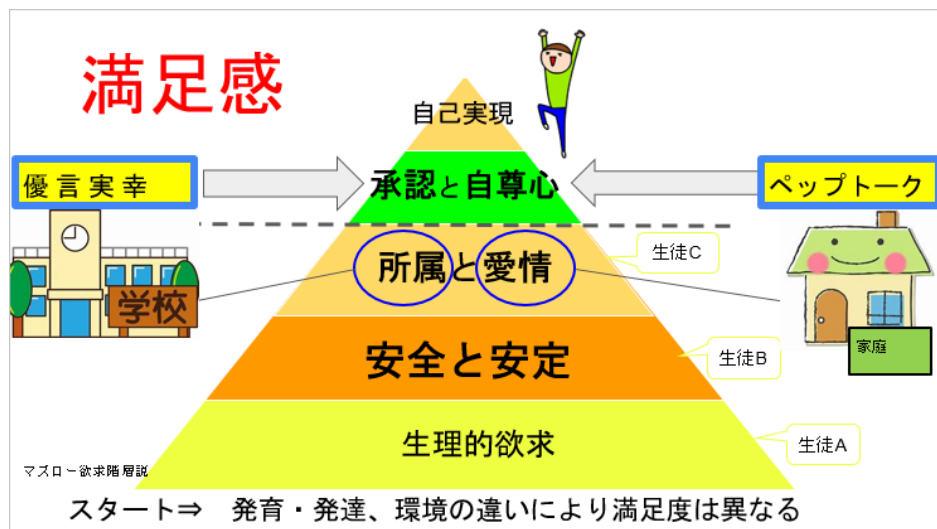 満足感
自己実現
優言実幸
承認と自尊心
ペップトーク
所属と愛情
生徒C
学校
安全と安定
生徒B
家庭
生理的欲求
生徒A
マズロー欲求階層説
スタート⇒ 発育・発達、環境の違いにより満足度は異なる